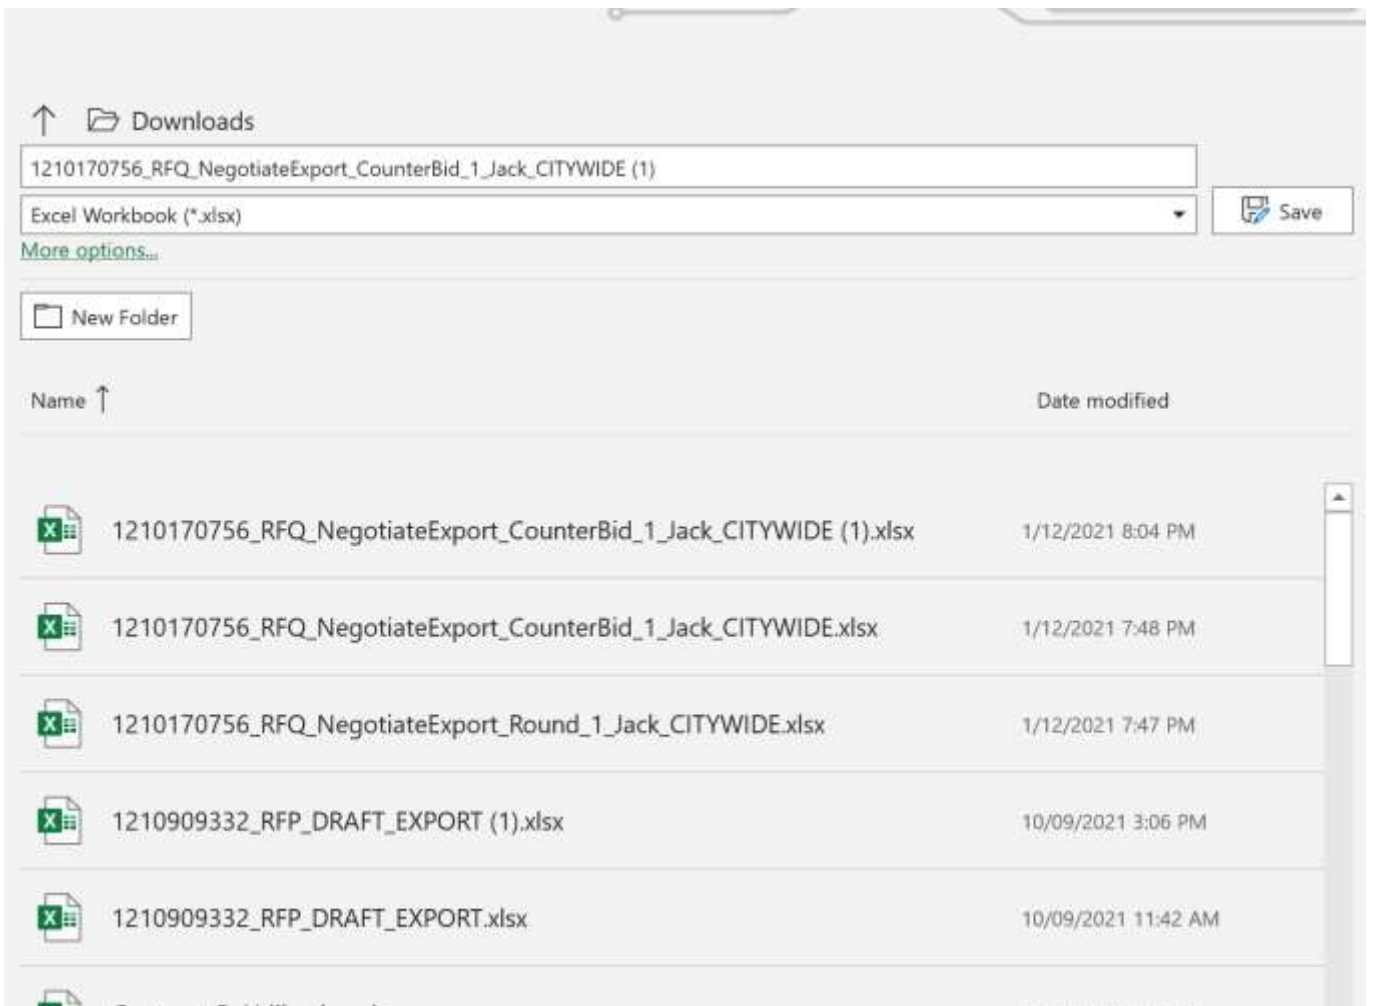 Downloads
1210170756_RFQ_NegotiateExport_CounterBid_1_Jack_CITYWIDE (1)
Excel Workbook (*.xlsx)
Save
More options...
New Folder
Name Date modified
1210170756_RFQ_NegotiateExport_CounterBid_1_Jack_CITYWIDE (1).xlsx 1/12/2021 8:04 PM
1210170756_RFQ_NegotiateExport_CounterBid_1_Jack_CITYWIDE.xlsx 1/12/2021 7:48 PM
1210170756_RFQ_NegotiateExport_Round_1_Jack_CITYWIDE.xlsx 1/12/2021 7:47 PM
1210909332_RFP_DRAFT_EXPORT (1).xlsx 10/09/2021 3:06 PM
1210909332_RFP_DRAFT_EXPORT.xlsx 10/09/2021 11:42 AM